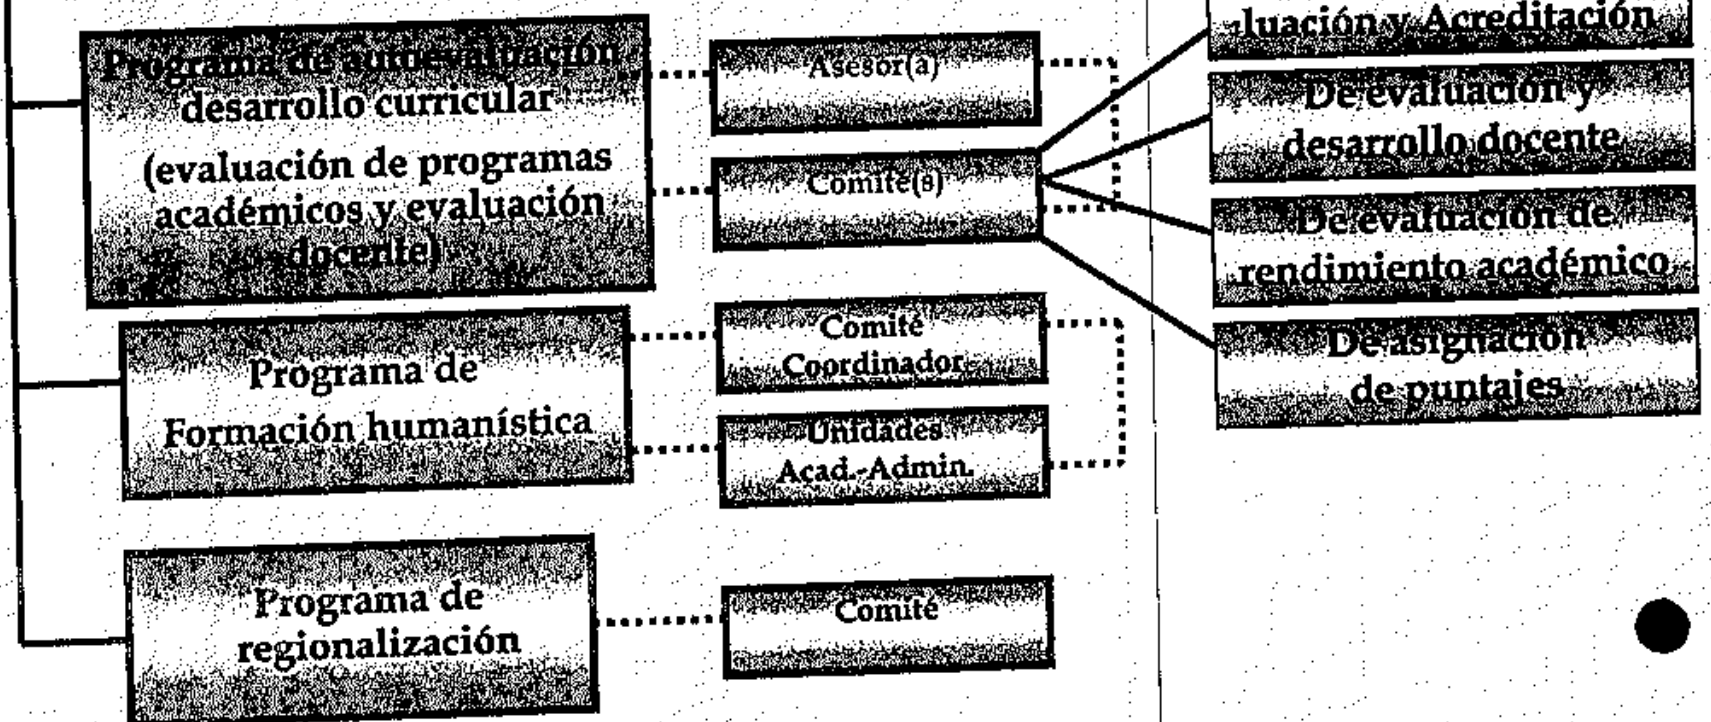 Programa de autoevaluación
desarrollo curricular
(evaluación de programas
académicos y evaluación
docente)
Asesor(a)
Comité(s)
luación y Acreditación
De evaluación y
desarrollo docente
De evaluación de
rendimiento académico
De asignación
de puntajes
Programa de
Formación humanística
Comité
Coordinador
Unidades
Acad.-Admin.
Programa de
regionalización
Comité